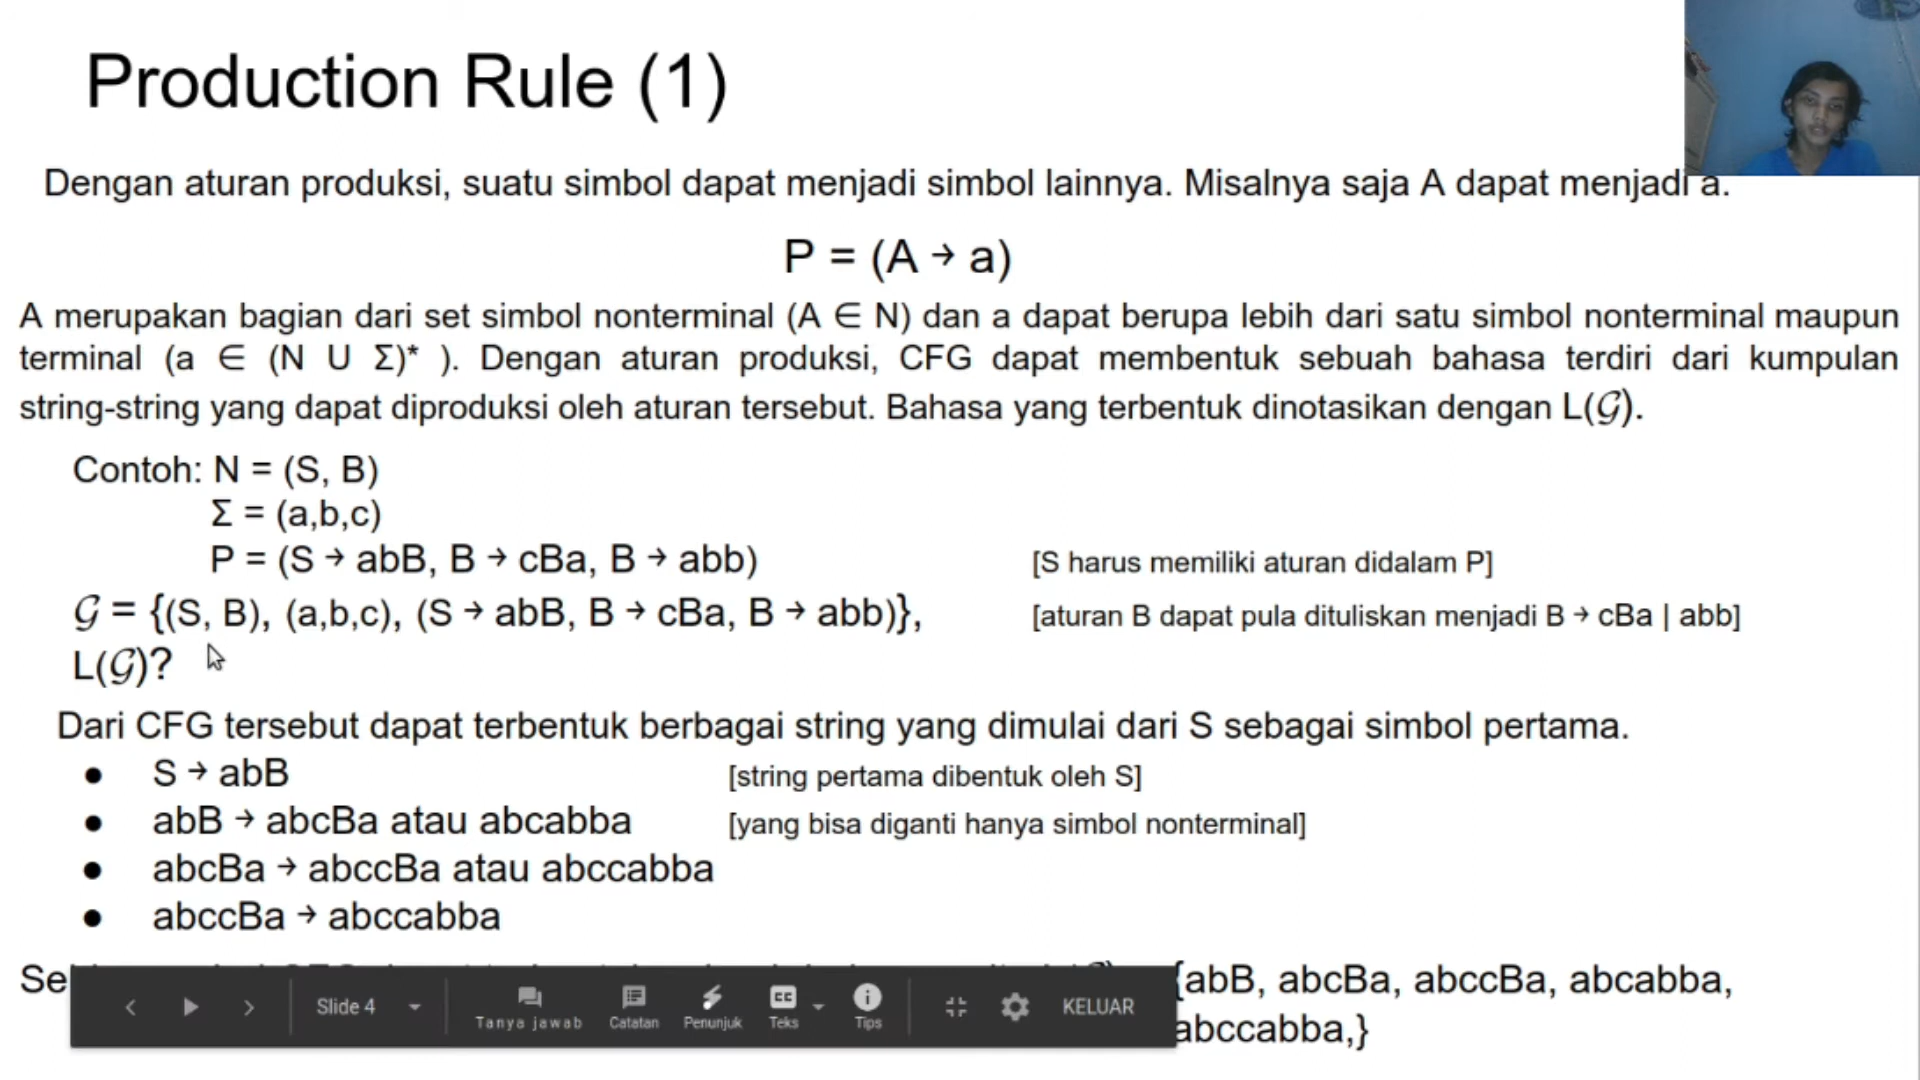 Production Rule (1)
Dengan aturan produksi, suatu simbol dapat menjadi simbol lainnya. Misalnya saja A dapat menjadi a.
P = (A → a)
A merupakan bagian dari set simbol nonterminal (A ∈ N) dan a dapat berupa lebih dari satu simbol nonterminal maupun
terminal (a ∈ (N U Σ)* ). Dengan aturan produksi, CFG dapat membentuk sebuah bahasa terdiri dari kumpulan
string-string yang dapat diproduksi oleh aturan tersebut. Bahasa yang terbentuk dinotasikan dengan L(𝒢).
Contoh: N = (S, B)
Σ = (a,b,c)
P = (S → abB, B → cBa, B → abb) [S harus memiliki aturan didalam P]
𝒢 = {(S, B), (a,b,c), (S → abB, B → cBa, B → abb)}, [aturan B dapat pula dituliskan menjadi B → cBa | abb]
L(𝒢)?
Dari CFG tersebut dapat terbentuk berbagai string yang dimulai dari S sebagai simbol pertama.
● S → abB [string pertama dibentuk oleh S]
● abB → abcBa atau abcabba [yang bisa diganti hanya simbol nonterminal]
● abcBa → abccBa atau abccabba
● abccBa → abccabba
{abB, abcBa, abccBa, abcabba,
abccabba,}
Slide 4 Tanya jawab Catatan Penunjuk Teks Tips KELUAR